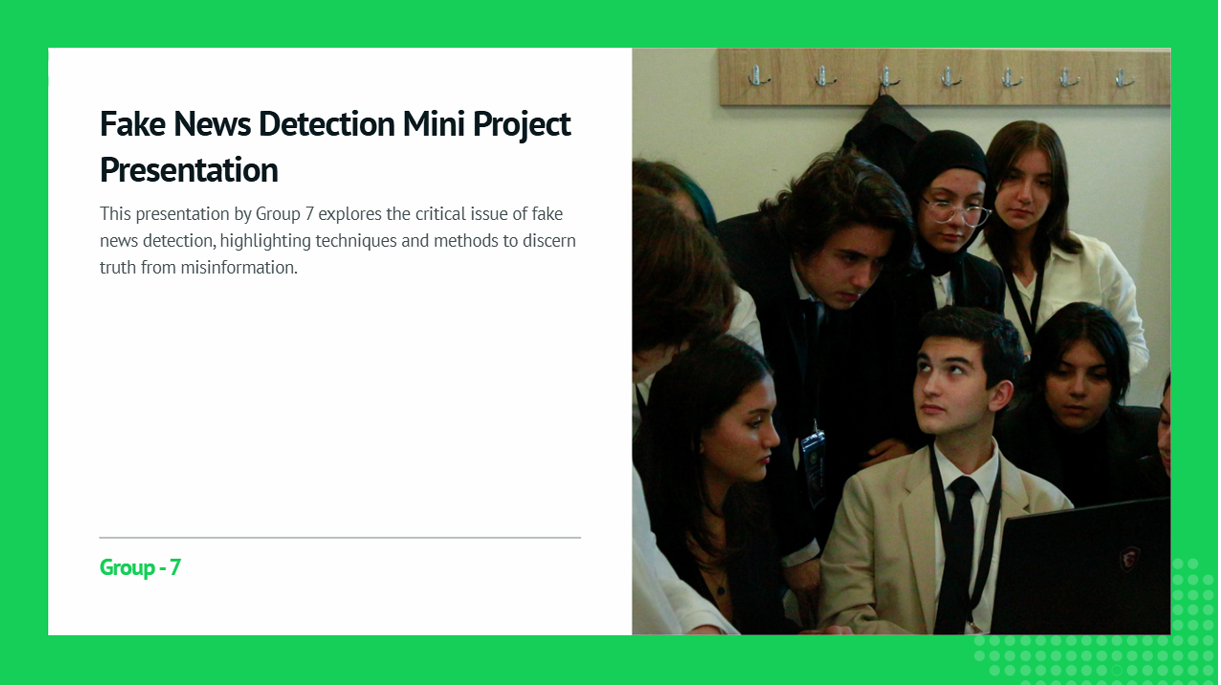 Fake News Detection Mini Project
Presentation
This presentation by Group 7 explores the critical issue of fake
news detection, highlighting techniques and methods to discern
truth from misinformation.
Group - 7